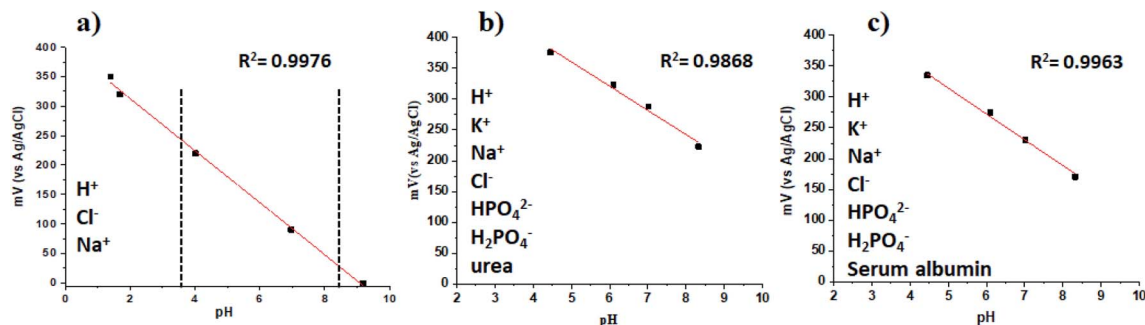 a)
R²= 0.9976
mV (vs Ag/AgCl)
400
350
300
250
200
150
100
50
0
H⁺
Cl⁻
Na⁺
0 2 4 6 8 10
pH
b)
R²= 0.9868
mV(vs Ag/AgCl)
400
350
300
250
200
150
100
50
0
H⁺
K⁺
Na⁺
Cl⁻
HPO₄²⁻
H₂PO₄⁻
urea
2 3 4 5 6 7 8 9 10
pH
c)
R²= 0.9963
mV (vs Ag/AgCl)
400
350
300
250
200
150
100
50
0
H⁺
K⁺
Na⁺
Cl⁻
HPO₄²⁻
H₂PO₄⁻
Serum albumin
2 3 4 5 6 7 8 9 10
pH